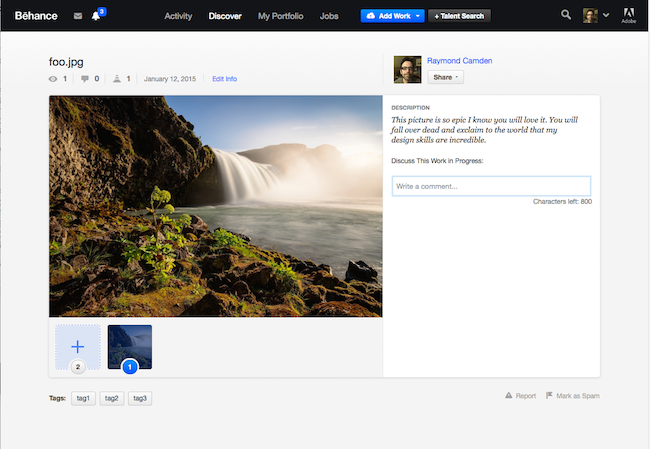 Bēhance
3
Activity
Discover
My Portfolio
Jobs
Add Work
+ Talent Search
Adobe
foo.jpg
1
0
1
January 12, 2015
Edit Info
Raymond Camden
Share
DESCRIPTION
This picture is so epic I know you will love it. You will
fall over dead and exclaim to the world that my
design skills are incredible.
Discuss This Work in Progress:
Write a comment...
Characters left: 800
+
2
1
Tags:
tag1
tag2
tag3
Report
Mark as Spam